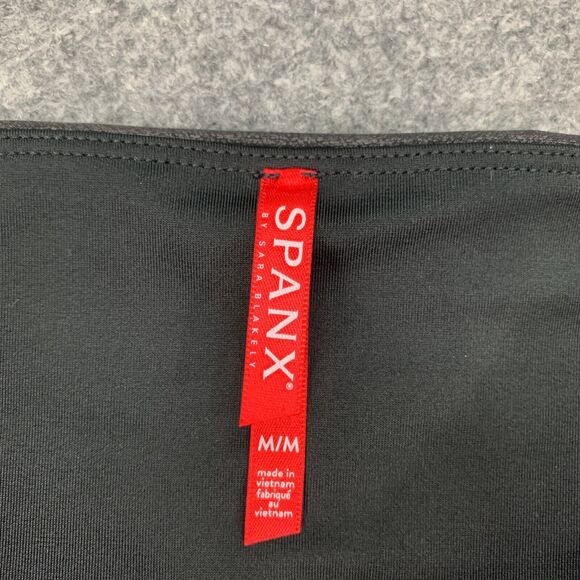 SPANX®
BY SARA BLAKELY
M/M
made in
vietnam
fabriqué
au
vietnam